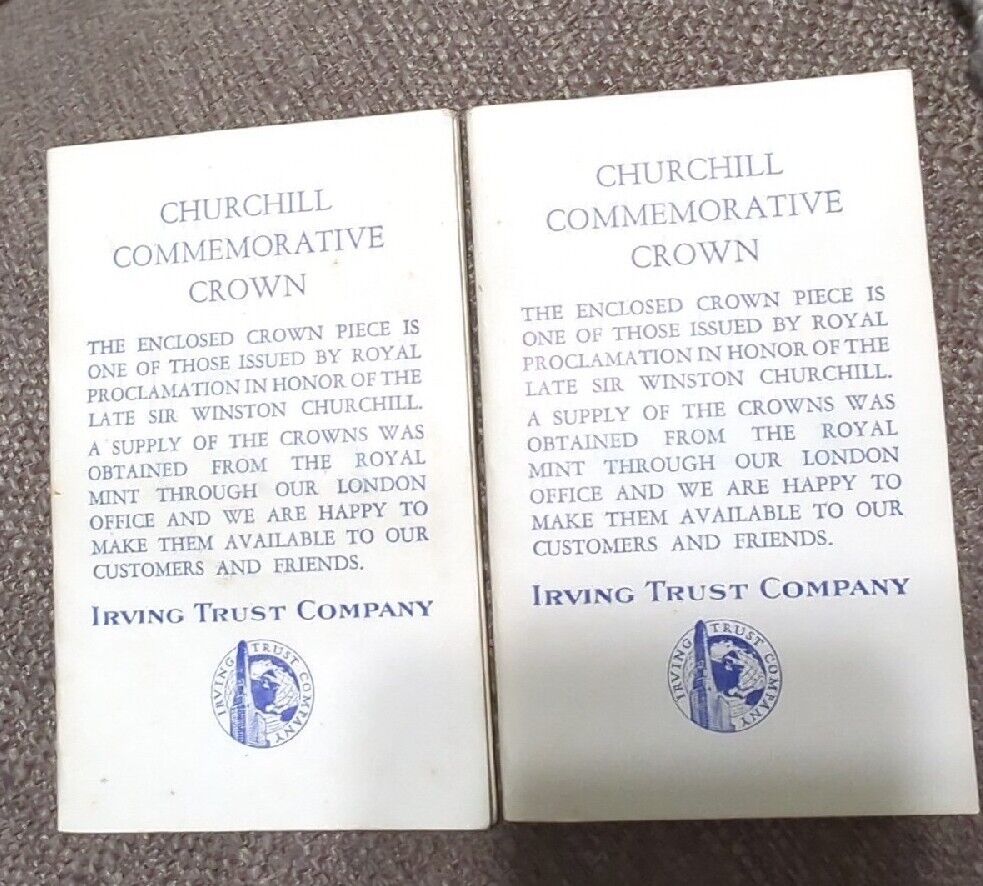 CHURCHILL
COMMEMORATIVE
CROWN
THE ENCLOSED CROWN PIECE IS
ONE OF THOSE ISSUED BY ROYAL
PROCLAMATION IN HONOR OF THE
LATE SIR WINSTON CHURCHILL.
A SUPPLY OF THE CROWNS WAS
OBTAINED FROM THE ROYAL
MINT THROUGH OUR LONDON
OFFICE AND WE ARE HAPPY TO
MAKE THEM AVAILABLE TO OUR
CUSTOMERS AND FRIENDS.
IRVING TRUST COMPANY
IRVING TRUST COMPANY
CHURCHILL
COMMEMORATIVE
CROWN
THE ENCLOSED CROWN PIECE IS
ONE OF THOSE ISSUED BY ROYAL
PROCLAMATION IN HONOR OF THE
LATE SIR WINSTON CHURCHILL.
A SUPPLY OF THE CROWNS WAS
OBTAINED FROM THE ROYAL
MINT THROUGH OUR LONDON
OFFICE AND WE ARE HAPPY TO
MAKE THEM AVAILABLE TO OUR
CUSTOMERS AND FRIENDS.
IRVING TRUST COMPANY
IRVING TRUST COMPANY